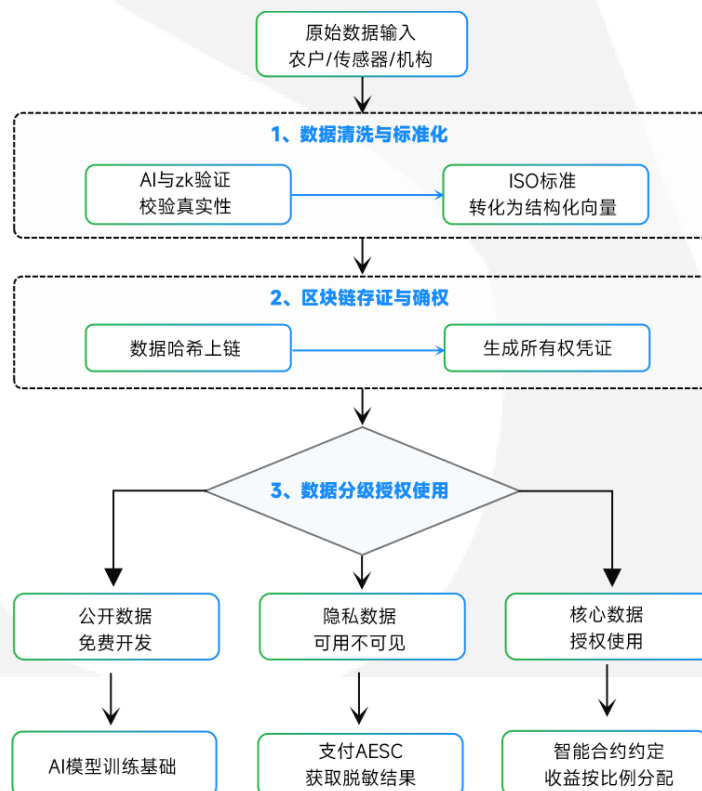 原始数据输入
农户/传感器/机构
1、数据清洗与标准化
AI与zk验证
校验真实性
ISO标准
转化为结构化向量
2、区块链存证与确权
数据哈希上链
生成所有权凭证
3、数据分级授权使用
公开数据
免费开发
隐私数据
可用不可见
核心数据
授权使用
AI模型训练基础
支付AESC
获取脱敏结果
智能合约约定
收益按比例分配